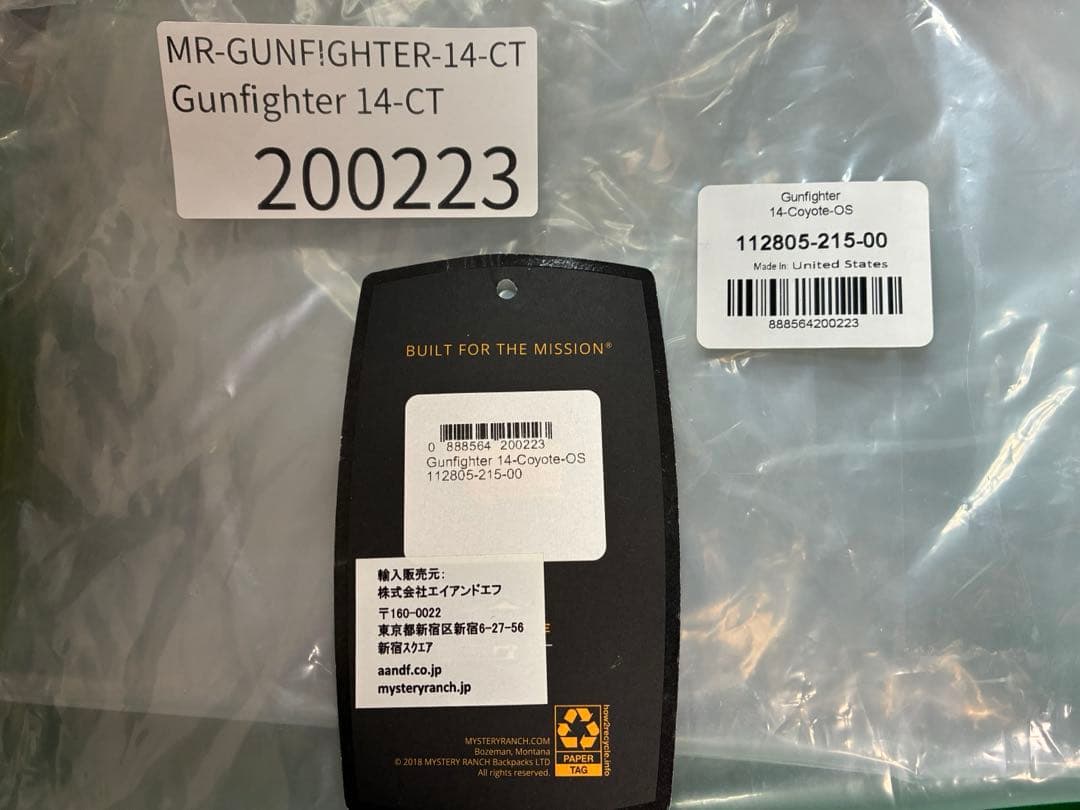 MR-GUNF!GHTER-14-CT
Gunfighter 14-CT
200223
Gunfighter
14-Coyote-OS
112805-215-00
Made In: United States
888564200223
BUILT FOR THE MISSION®
0 888564 200223
Gunfighter 14-Coyote-OS
112805-215-00
輸入販売元:
株式会社エイアンドエフ
〒160-0022
東京都新宿区新宿6-27-56
新宿スクエア
aandf.co.jp
mysteryranch.jp
MYSTERYRANCH.COM
Bozeman, Montana
© 2018 MYSTERY RANCH Backpacks LTD
All rights reserved.
PAPER
TAG
how2recycle.info